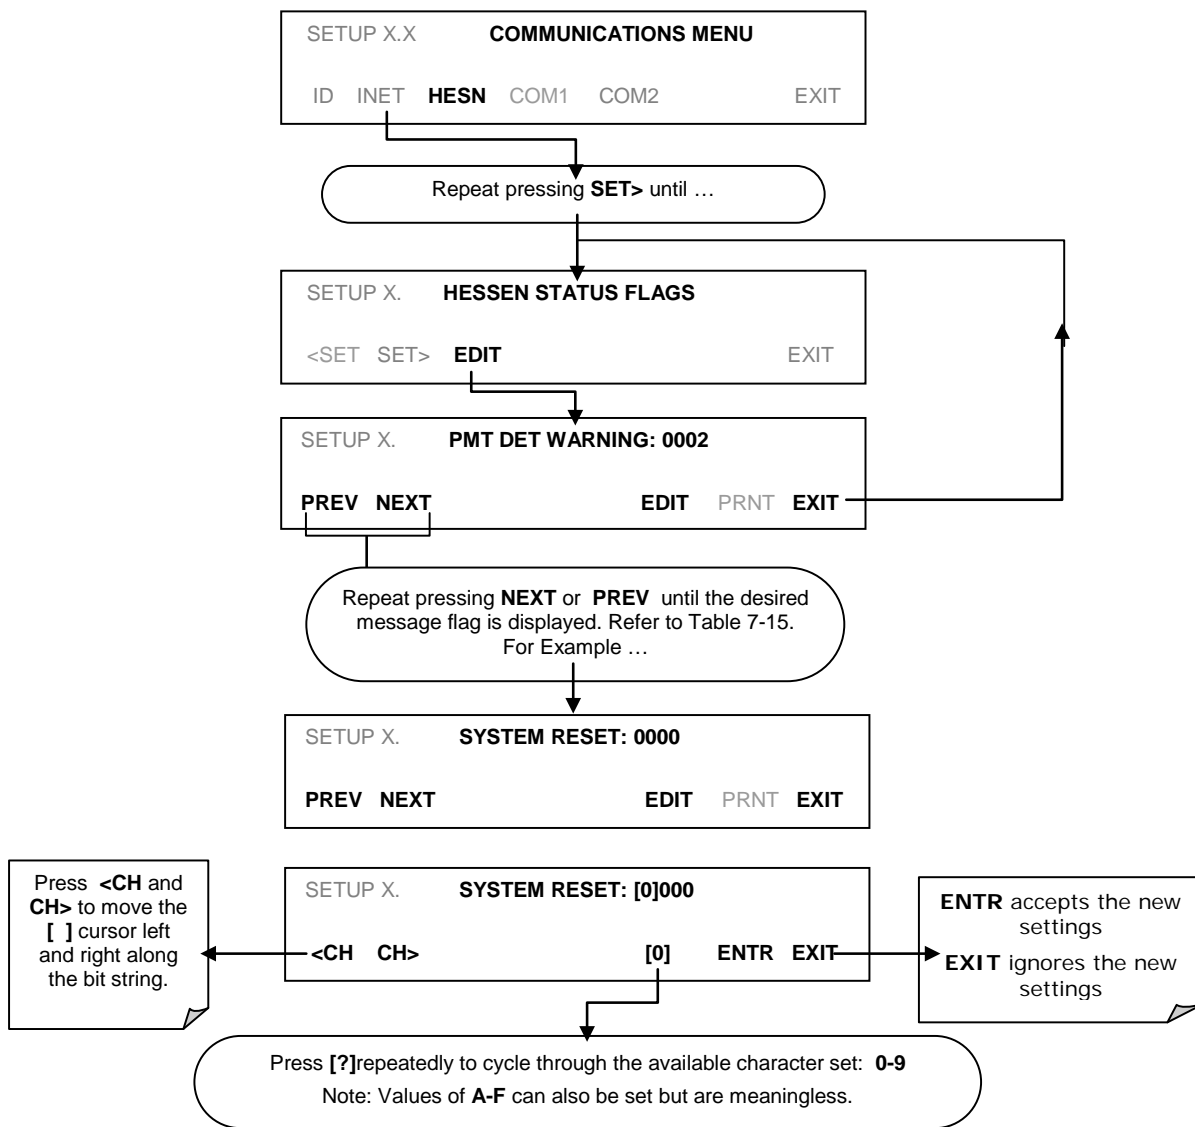 SETUP X.X COMMUNICATIONS MENU
ID INET HESN COM1 COM2 EXIT
Repeat pressing SET> until …
SETUP X. HESSEN STATUS FLAGS
<SET SET> EDIT EXIT
SETUP X. PMT DET WARNING: 0002
PREV NEXT EDIT PRNT EXIT
Repeat pressing NEXT or PREV until the desired
message flag is displayed. Refer to Table 7-15.
For Example …
SETUP X. SYSTEM RESET: 0000
PREV NEXT EDIT PRNT EXIT
Press <CH and
CH> to move the
[ ] cursor left
and right along
the bit string.
SETUP X. SYSTEM RESET: [0]000
<CH CH> [0] ENTR EXIT
ENTR accepts the new
settings
EXIT ignores the new
settings
Press [?]repeatedly to cycle through the available character set: 0-9
Note: Values of A-F can also be set but are meaningless.